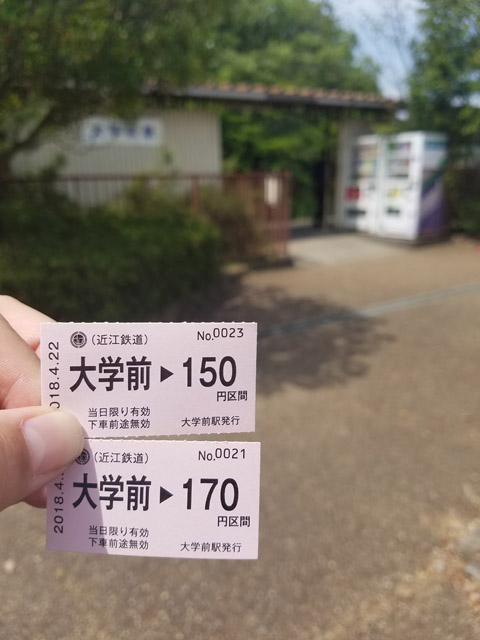 (近江鉄道) No.0023
018.4.22
大学前▶150
円区間
当日限り有効
下車前途無効 大学前駅発行
(近江鉄道) No.0021
2018.4.
大学前▶170
円区間
当日限り有効
下車前途無効 大学前駅発行